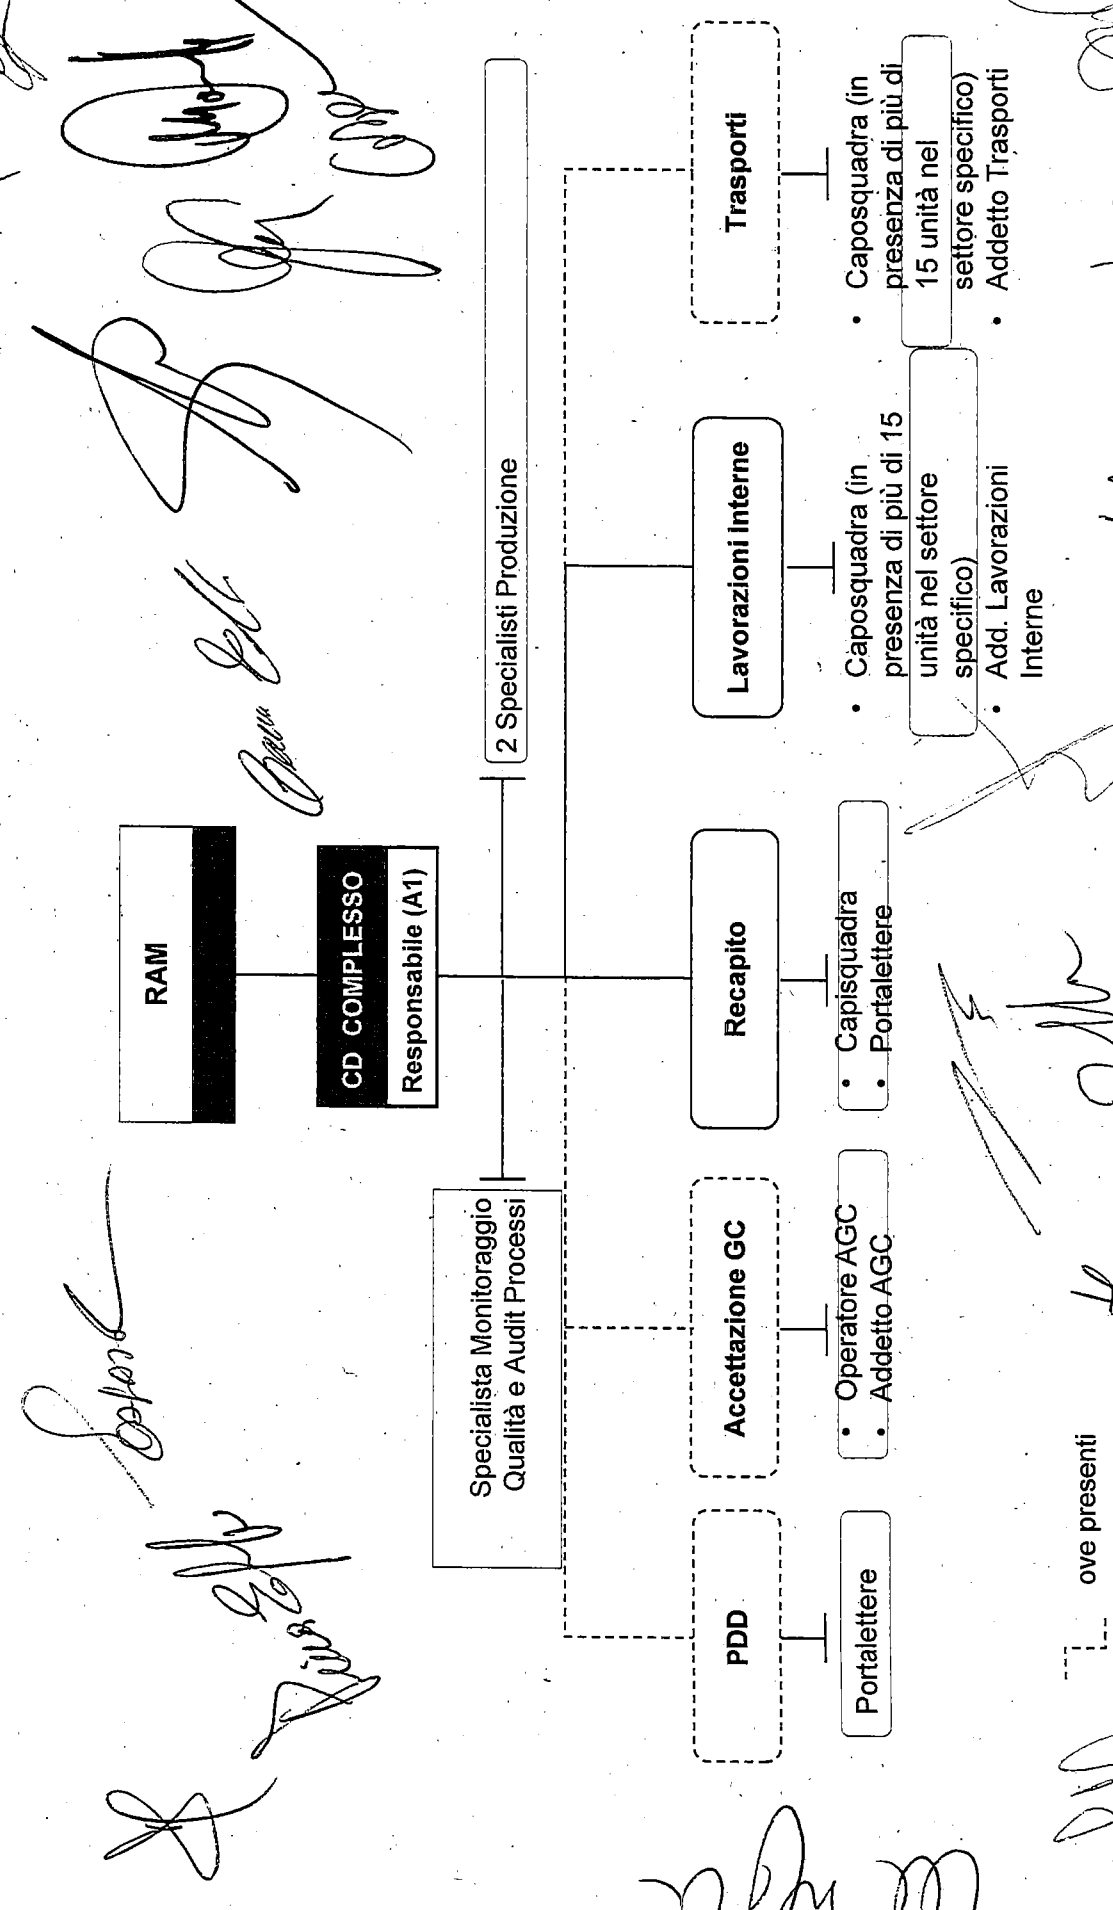 RAM
CD COMPLESSO
Responsabile (A1)
Specialista Monitoraggio
Qualità e Audit Processi
2 Specialisti Produzione
PDD
Accettazione GC
Recapito
Lavorazioni Interne
Trasporti
Portalettere
• Operatore AGC
• Addetto AGC
• Capisquadra
• Portalettere
• Caposquadra (in
presenza di più di 15
unità nel settore
specifico)
• Add. Lavorazioni
Interne
• Caposquadra (in
presenza di più di
15 unità nel
settore specifico)
• Addetto Trasporti
ove presenti